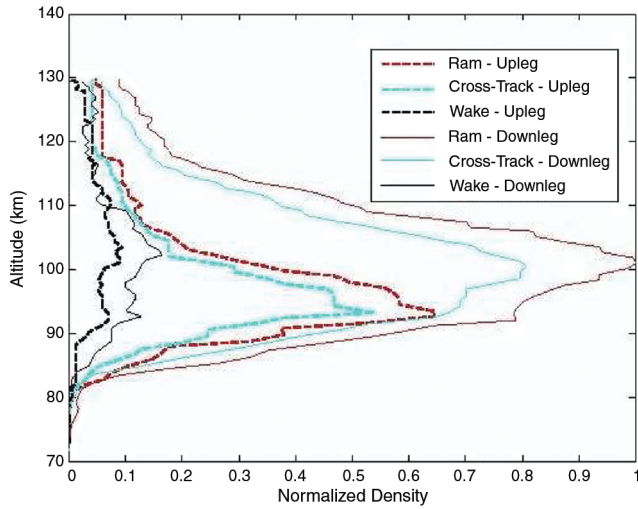 140
130
120
110
100
90
80
70
Altitude (km)
Ram - Upleg
Cross-Track - Upleg
Wake - Upleg
Ram - Downleg
Cross-Track - Downleg
Wake - Downleg
0 0.1 0.2 0.3 0.4 0.5 0.6 0.7 0.8 0.9 1
Normalized Density